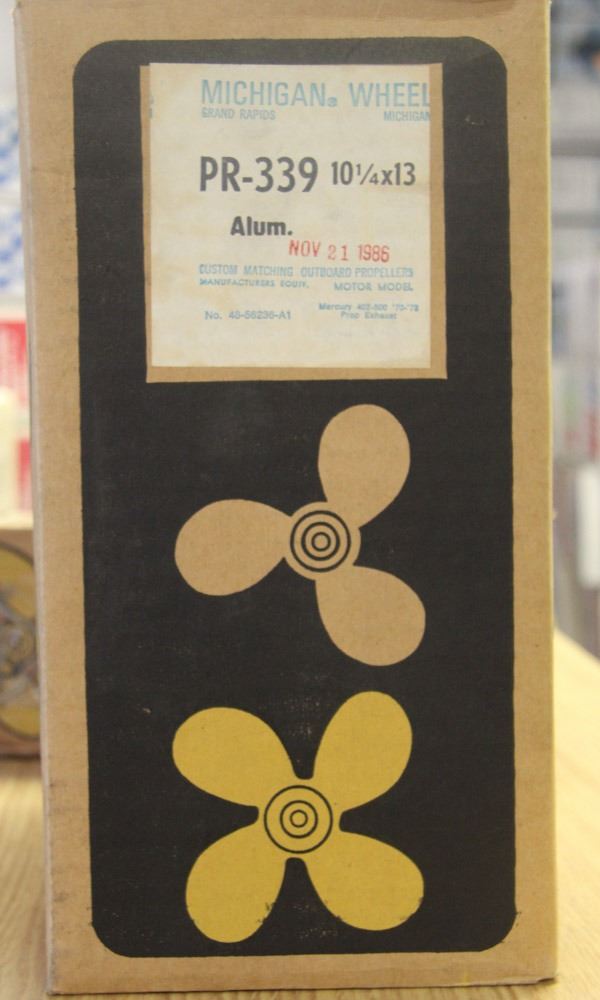 MICHIGAN® WHEEL
GRAND RAPIDS MICHIGAN
PR-339 10¼x13
Alum.
NOV 21 1986
CUSTOM MATCHING OUTBOARD PROPELLERS
MANUFACTURERS EQUIV. MOTOR MODEL
No. 48-56236-A1 Mercury 402-500 '70-'78
Prop Exhaust